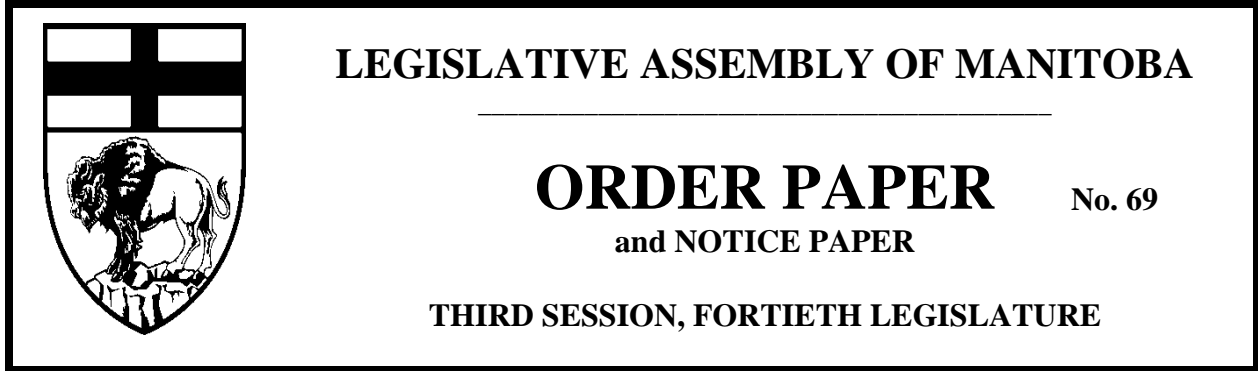 LEGISLATIVE ASSEMBLY OF MANITOBA
ORDER PAPER No. 69
and NOTICE PAPER
THIRD SESSION, FORTIETH LEGISLATURE